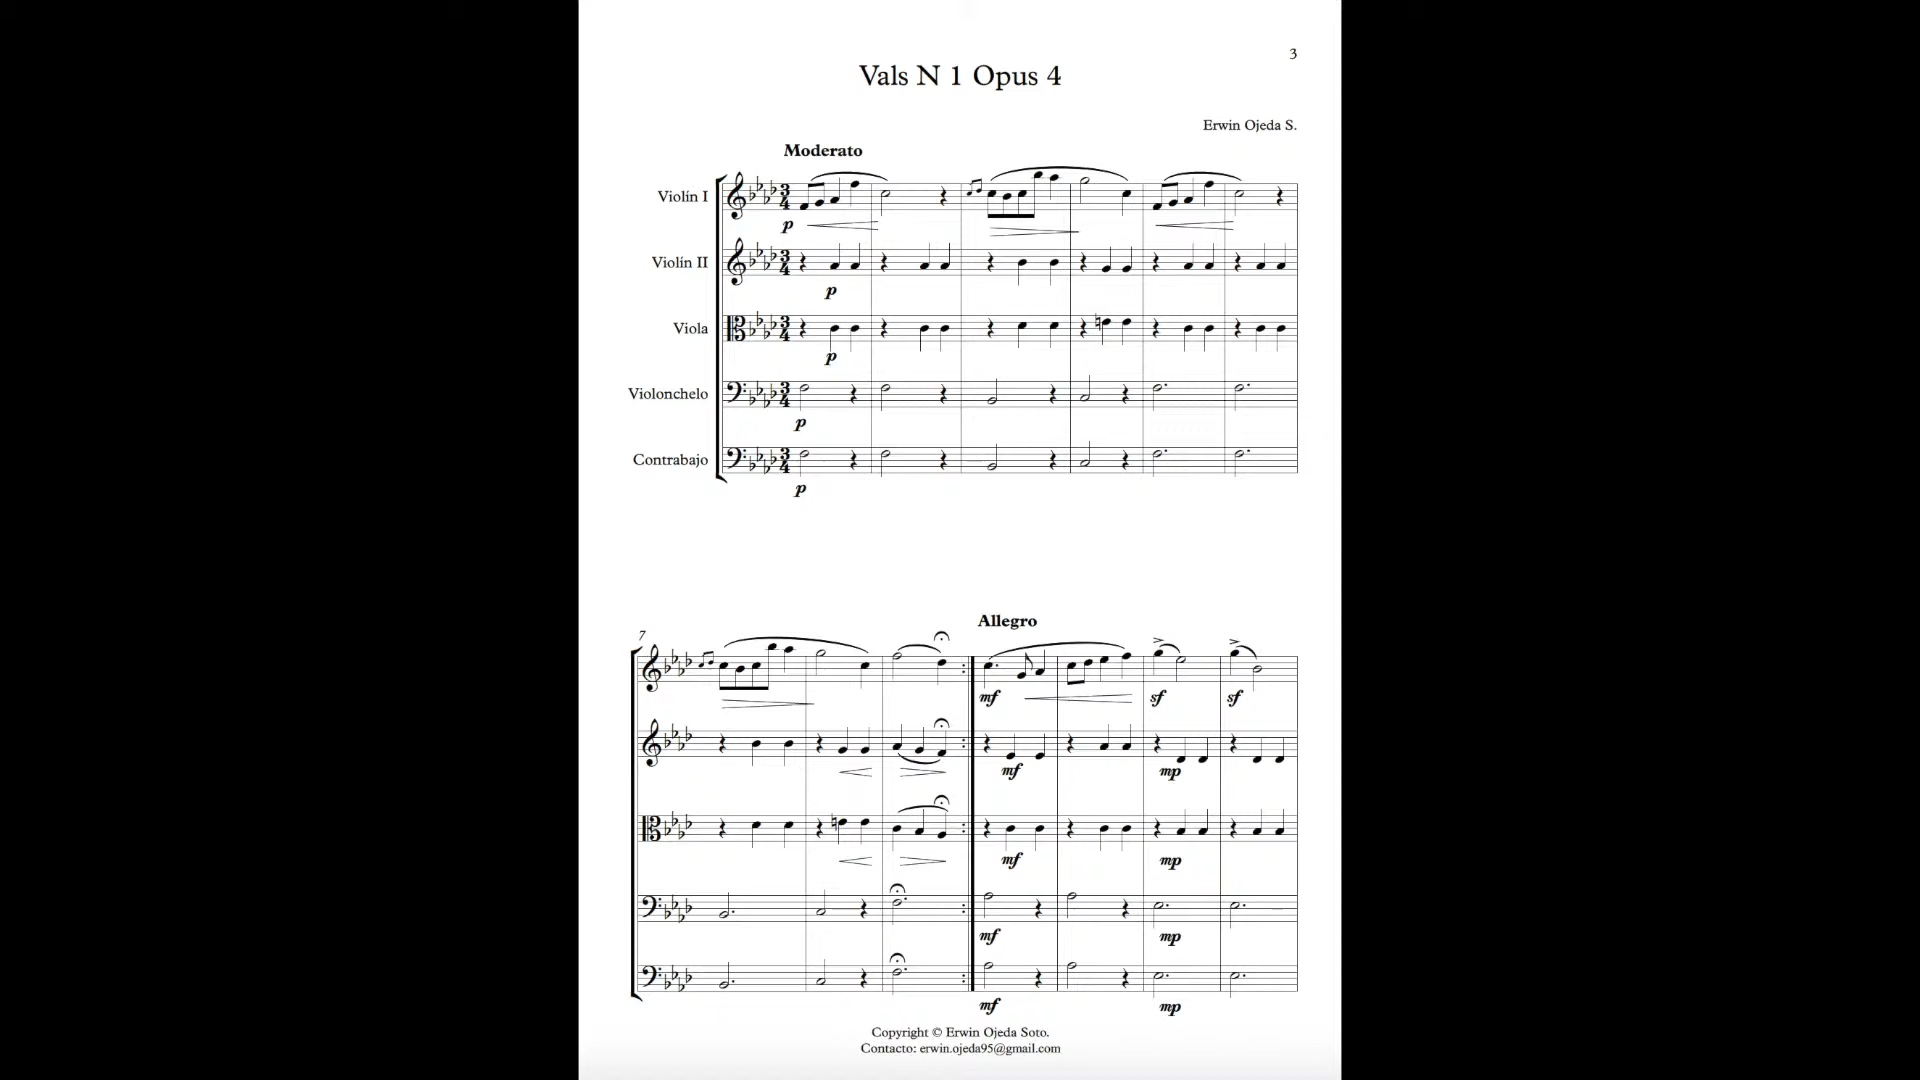 3
Vals N 1 Opus 4
Erwin Ojeda S.
Moderato
Violín I
p
Violín II
p
Viola
p
Violonchelo
p
Contrabajo
p
7
Allegro
mf sf sf
mf mp
mf mp
mf mp
mf mp
Copyright © Erwin Ojeda Soto.
Contacto: erwin.ojeda95@gmail.com